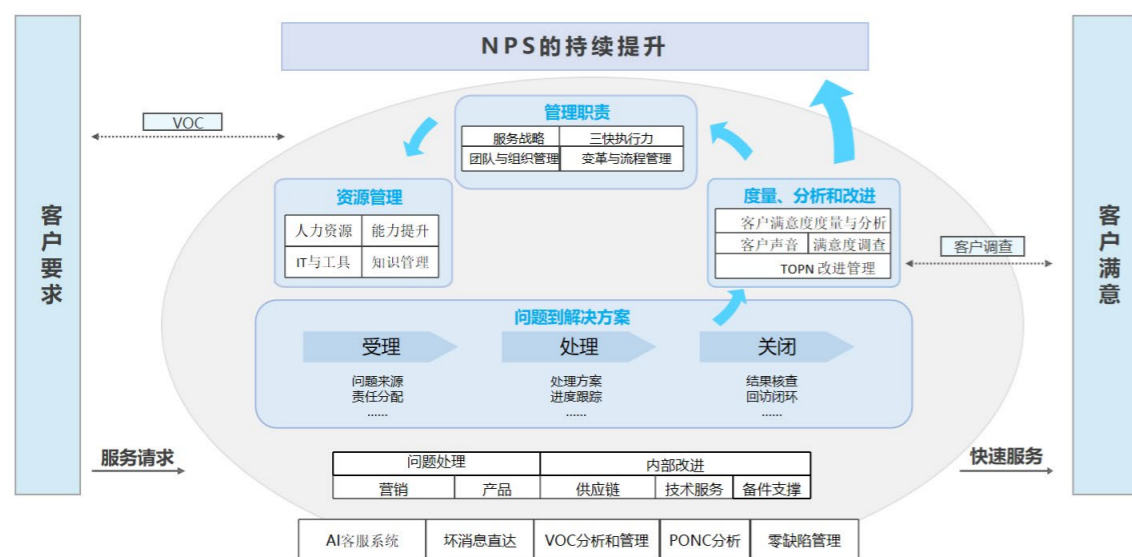 NPS的持续提升
客户要求
VOC
管理职责
服务战略 三快执行力
团队与组织管理 变革与流程管理
资源管理
人力资源 能力提升
IT与工具 知识管理
度量、分析和改进
客户满意度度量与分析
客户声音 满意度调查
TOPN 改进管理
客户调查
客户满意
问题到解决方案
受理 处理 关闭
问题来源 处理方案 结果核查
责任分配 进度跟踪 回访闭环
...... ...... ......
服务请求
快速服务
问题处理 内部改进
营销 产品 供应链 技术服务 备件支撑
AI客服系统 坏消息直达 VOC分析和管理 PONC分析 零缺陷管理